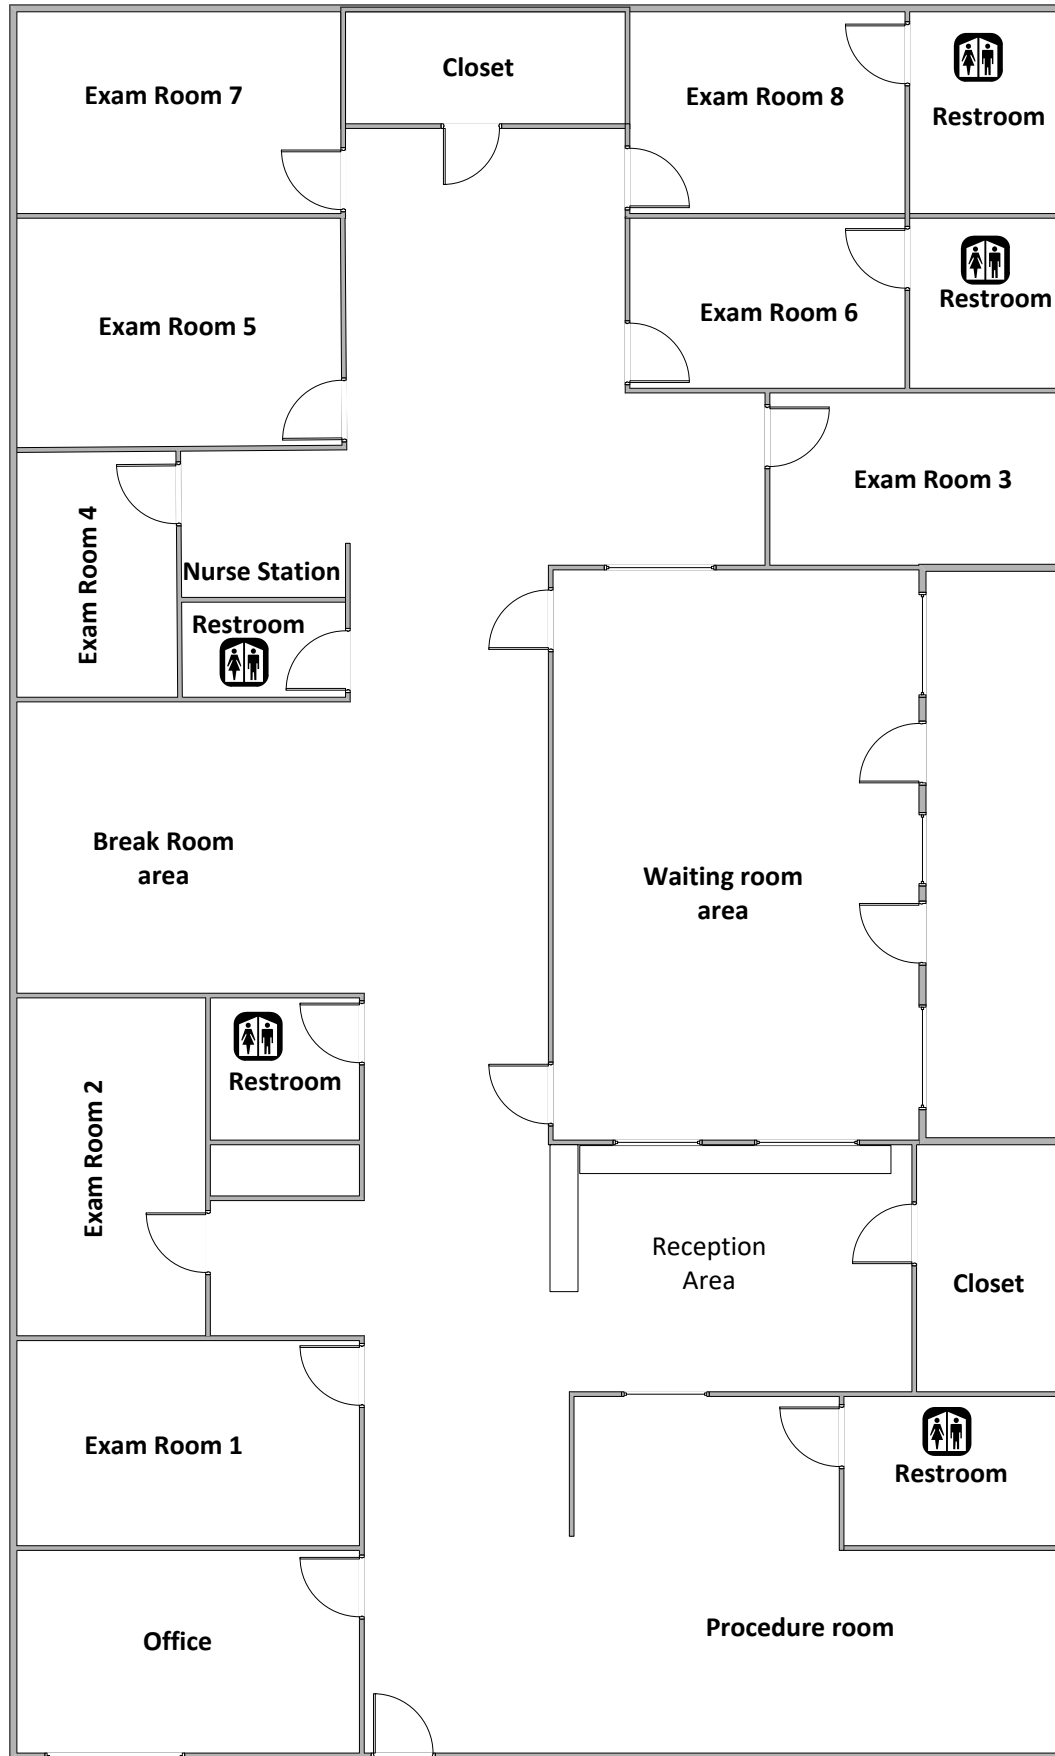 Closet
Exam Room 7
Exam Room 8
Restroom
Exam Room 5
Exam Room 6
Restroom
Exam Room 3
Exam Room 4
Nurse Station
Restroom
Break Room
area
Waiting room
area
Restroom
Exam Room 2
Reception
Area
Closet
Exam Room 1
Restroom
Office
Procedure room